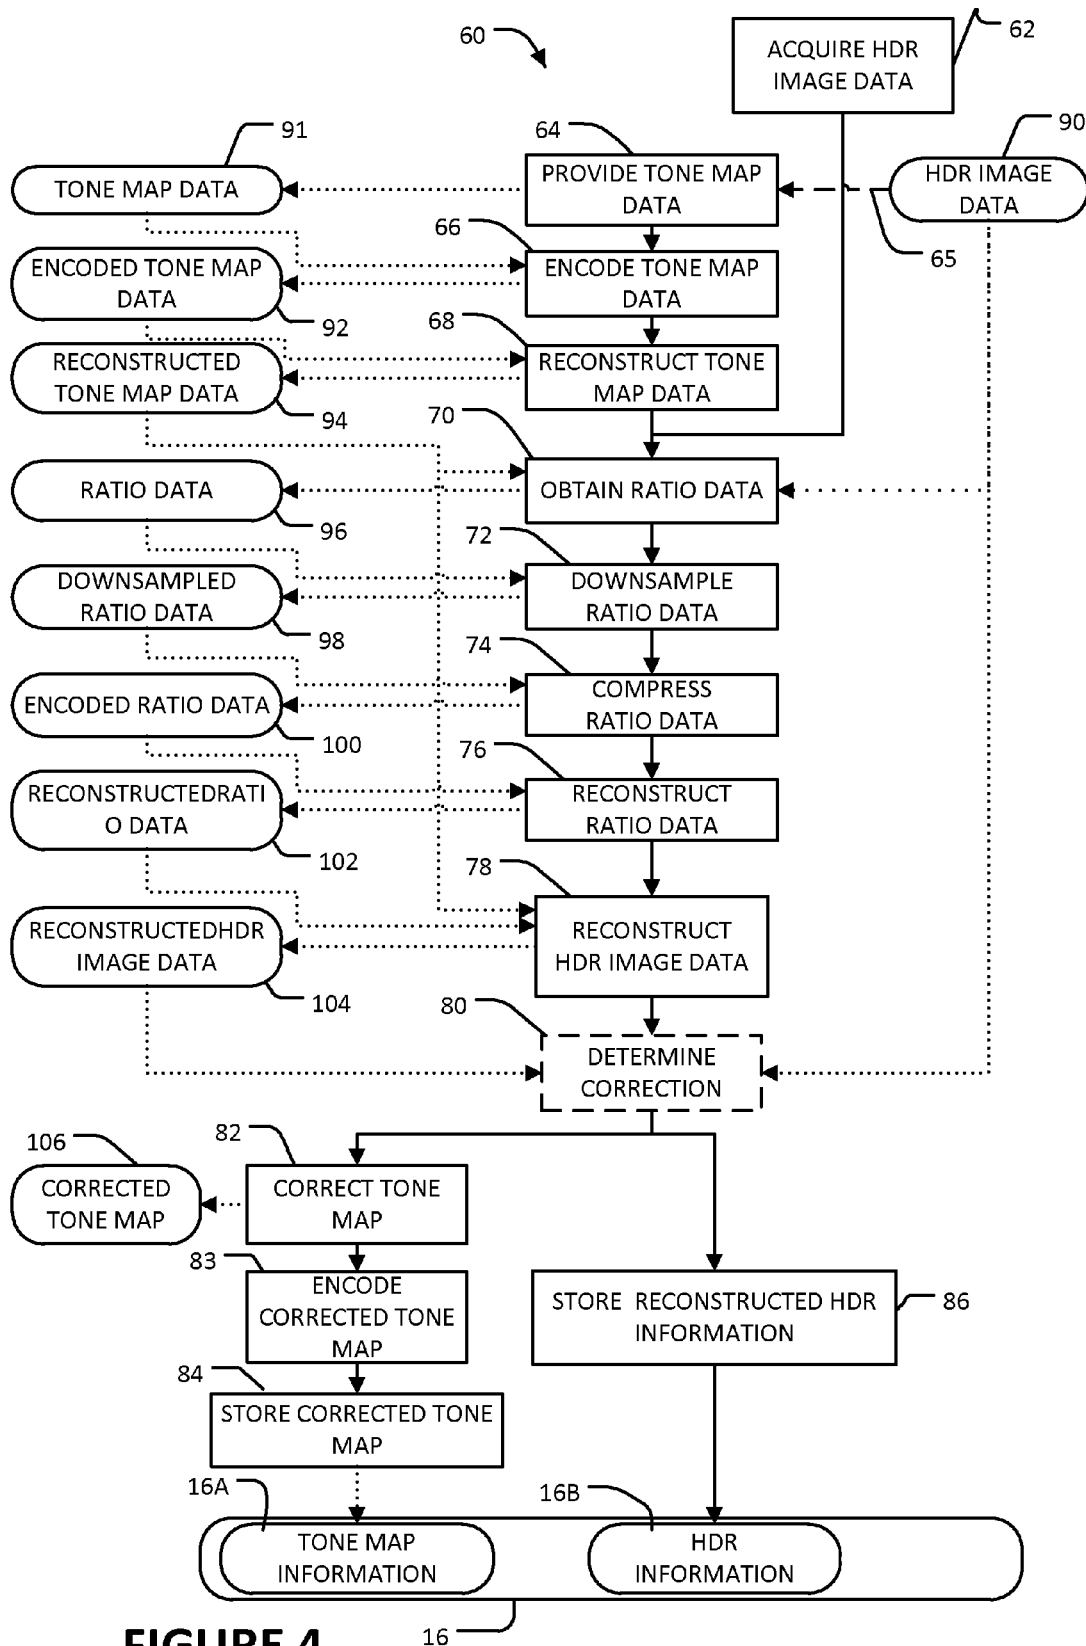 60
ACQUIRE HDR
IMAGE DATA
62
91
64
90
TONE MAP DATA
PROVIDE TONE MAP
DATA
HDR IMAGE
DATA
66
65
ENCODED TONE MAP
DATA
ENCODE TONE MAP
DATA
92
68
RECONSTRUCTED
TONE MAP DATA
RECONSTRUCT TONE
MAP DATA
94
70
RATIO DATA
OBTAIN RATIO DATA
96
72
DOWNSAMPLED
RATIO DATA
DOWNSAMPLE
RATIO DATA
98
74
ENCODED RATIO DATA
COMPRESS
RATIO DATA
100
76
RECONSTRUCTEDRATI
O DATA
RECONSTRUCT
RATIO DATA
102
78
RECONSTRUCTEDHDR
IMAGE DATA
RECONSTRUCT
HDR IMAGE DATA
104
80
DETERMINE
CORRECTION
106
82
CORRECTED
TONE MAP
CORRECT TONE
MAP
83
ENCODE
CORRECTED TONE
MAP
STORE RECONSTRUCTED HDR
INFORMATION
86
84
STORE CORRECTED TONE
MAP
16A
16B
TONE MAP
INFORMATION
HDR
INFORMATION
FIGURE 4
16